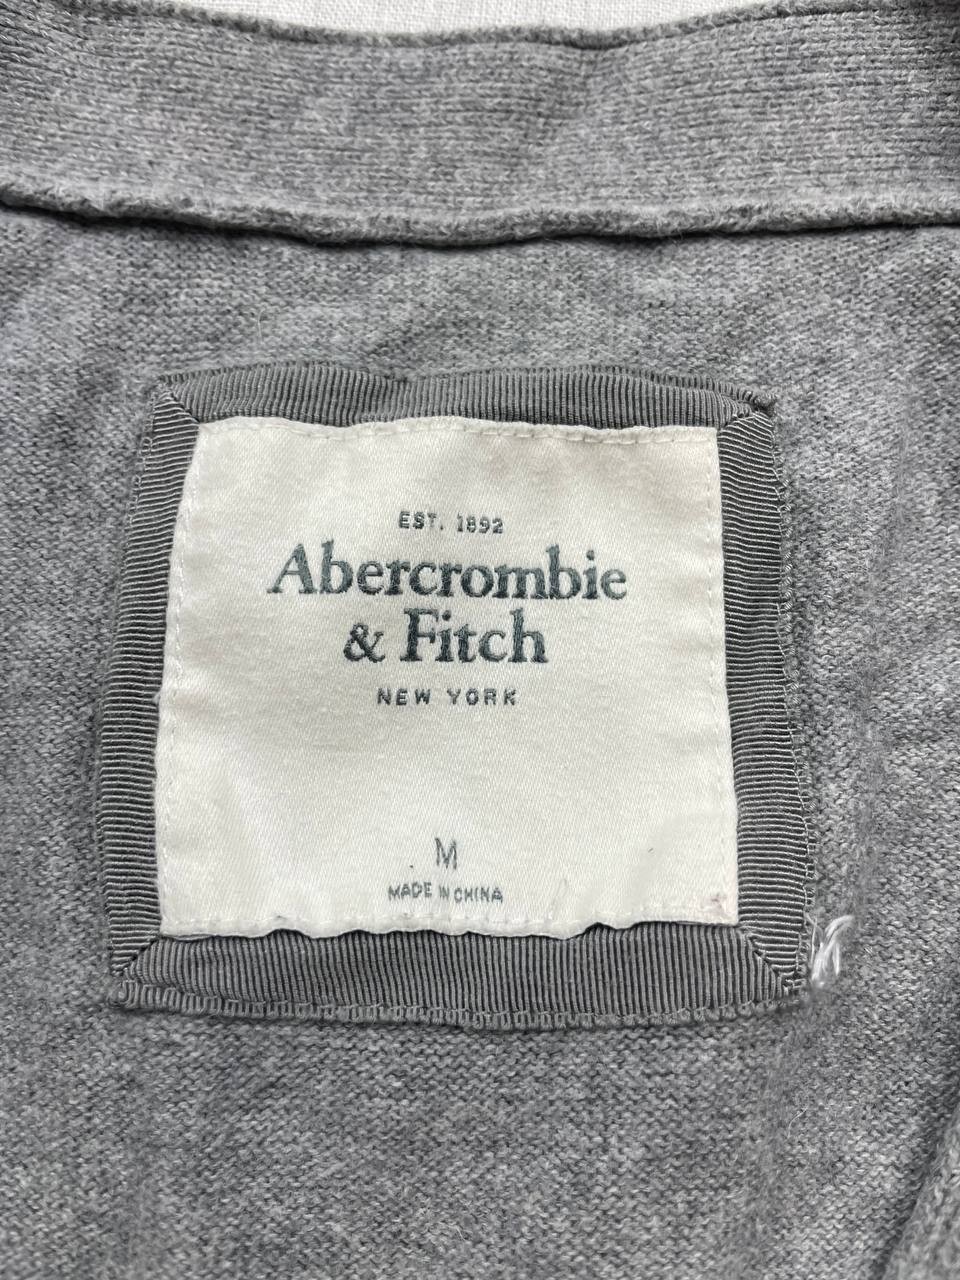 EST. 1892
Abercrombie
& Fitch
NEW YORK
M
MADE IN CHINA